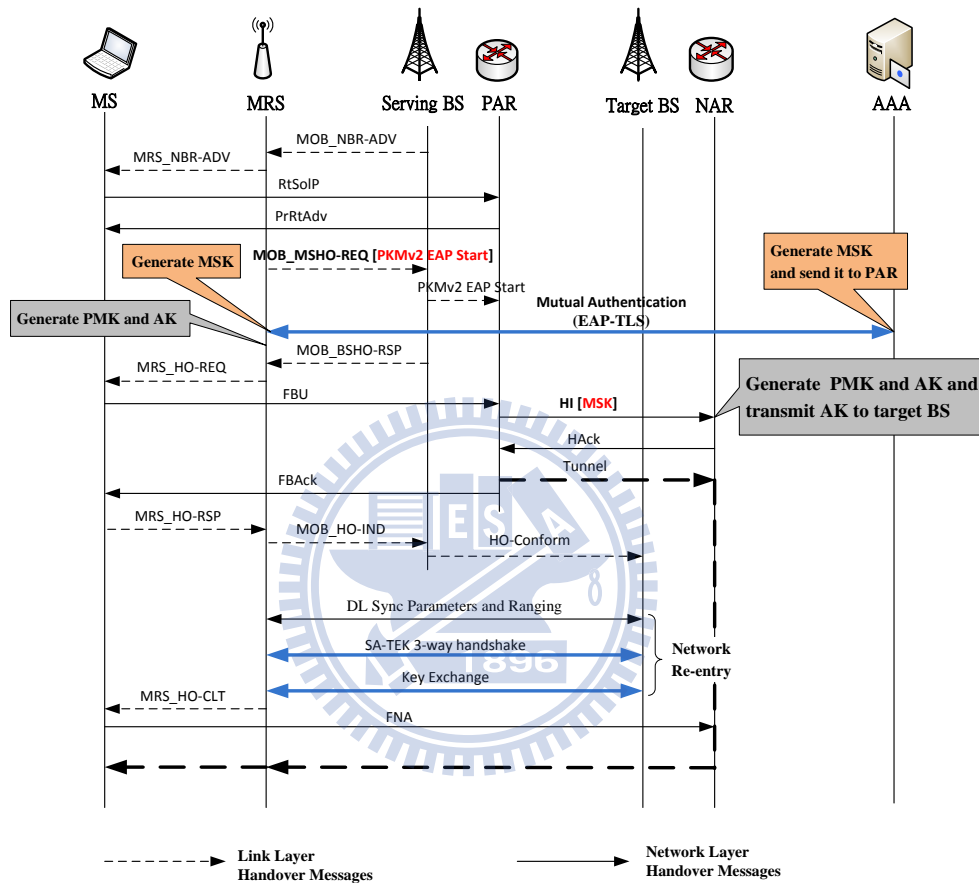 MS
MRS
Serving BS
PAR
Target BS
NAR
AAA
MOB_NBR-ADV
MRS_NBR-ADV
RtSolP
PrRtAdv
MOB_MSHO-REQ [PKMv2 EAP Start]
Generate MSK
Generate MSK
and send it to PAR
PKMv2 EAP Start
Mutual Authentication
(EAP-TLS)
Generate PMK and AK
MOB_BSHO-RSP
MRS_HO-REQ
FBU
HI [MSK]
Generate PMK and AK and
transmit AK to target BS
HAck
Tunnel
FBAck
MRS_HO-RSP
MOB_HO-IND
HO-Conform
ESA
8
DL Sync Parameters and Ranging
SA-TEK 3-way handshake
1896
Network
Re-entry
Key Exchange
MRS_HO-CLT
FNA
Link Layer
Handover Messages
Network Layer
Handover Messages